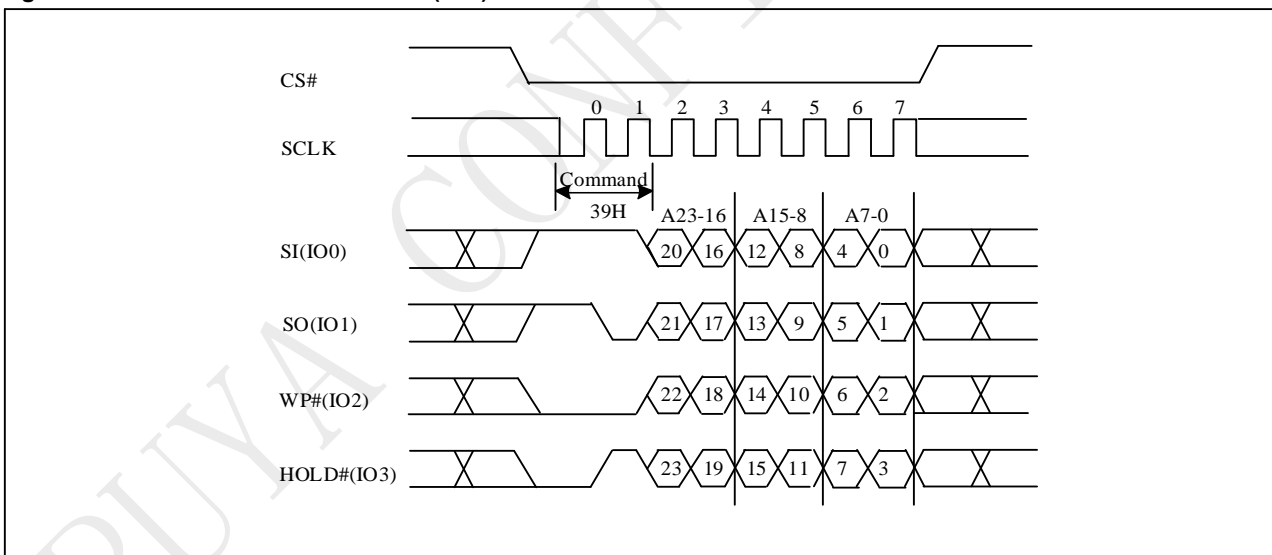 CS#
0 1 2 3 4 5 6 7
SCLK
Command
39H
A23-16 A15-8 A7-0
SI(IO0) 20 16 12 8 4 0
SO(IO1) 21 17 13 9 5 1
WP#(IO2) 22 18 14 10 6 2
HOLD#(IO3) 23 19 15 11 7 3